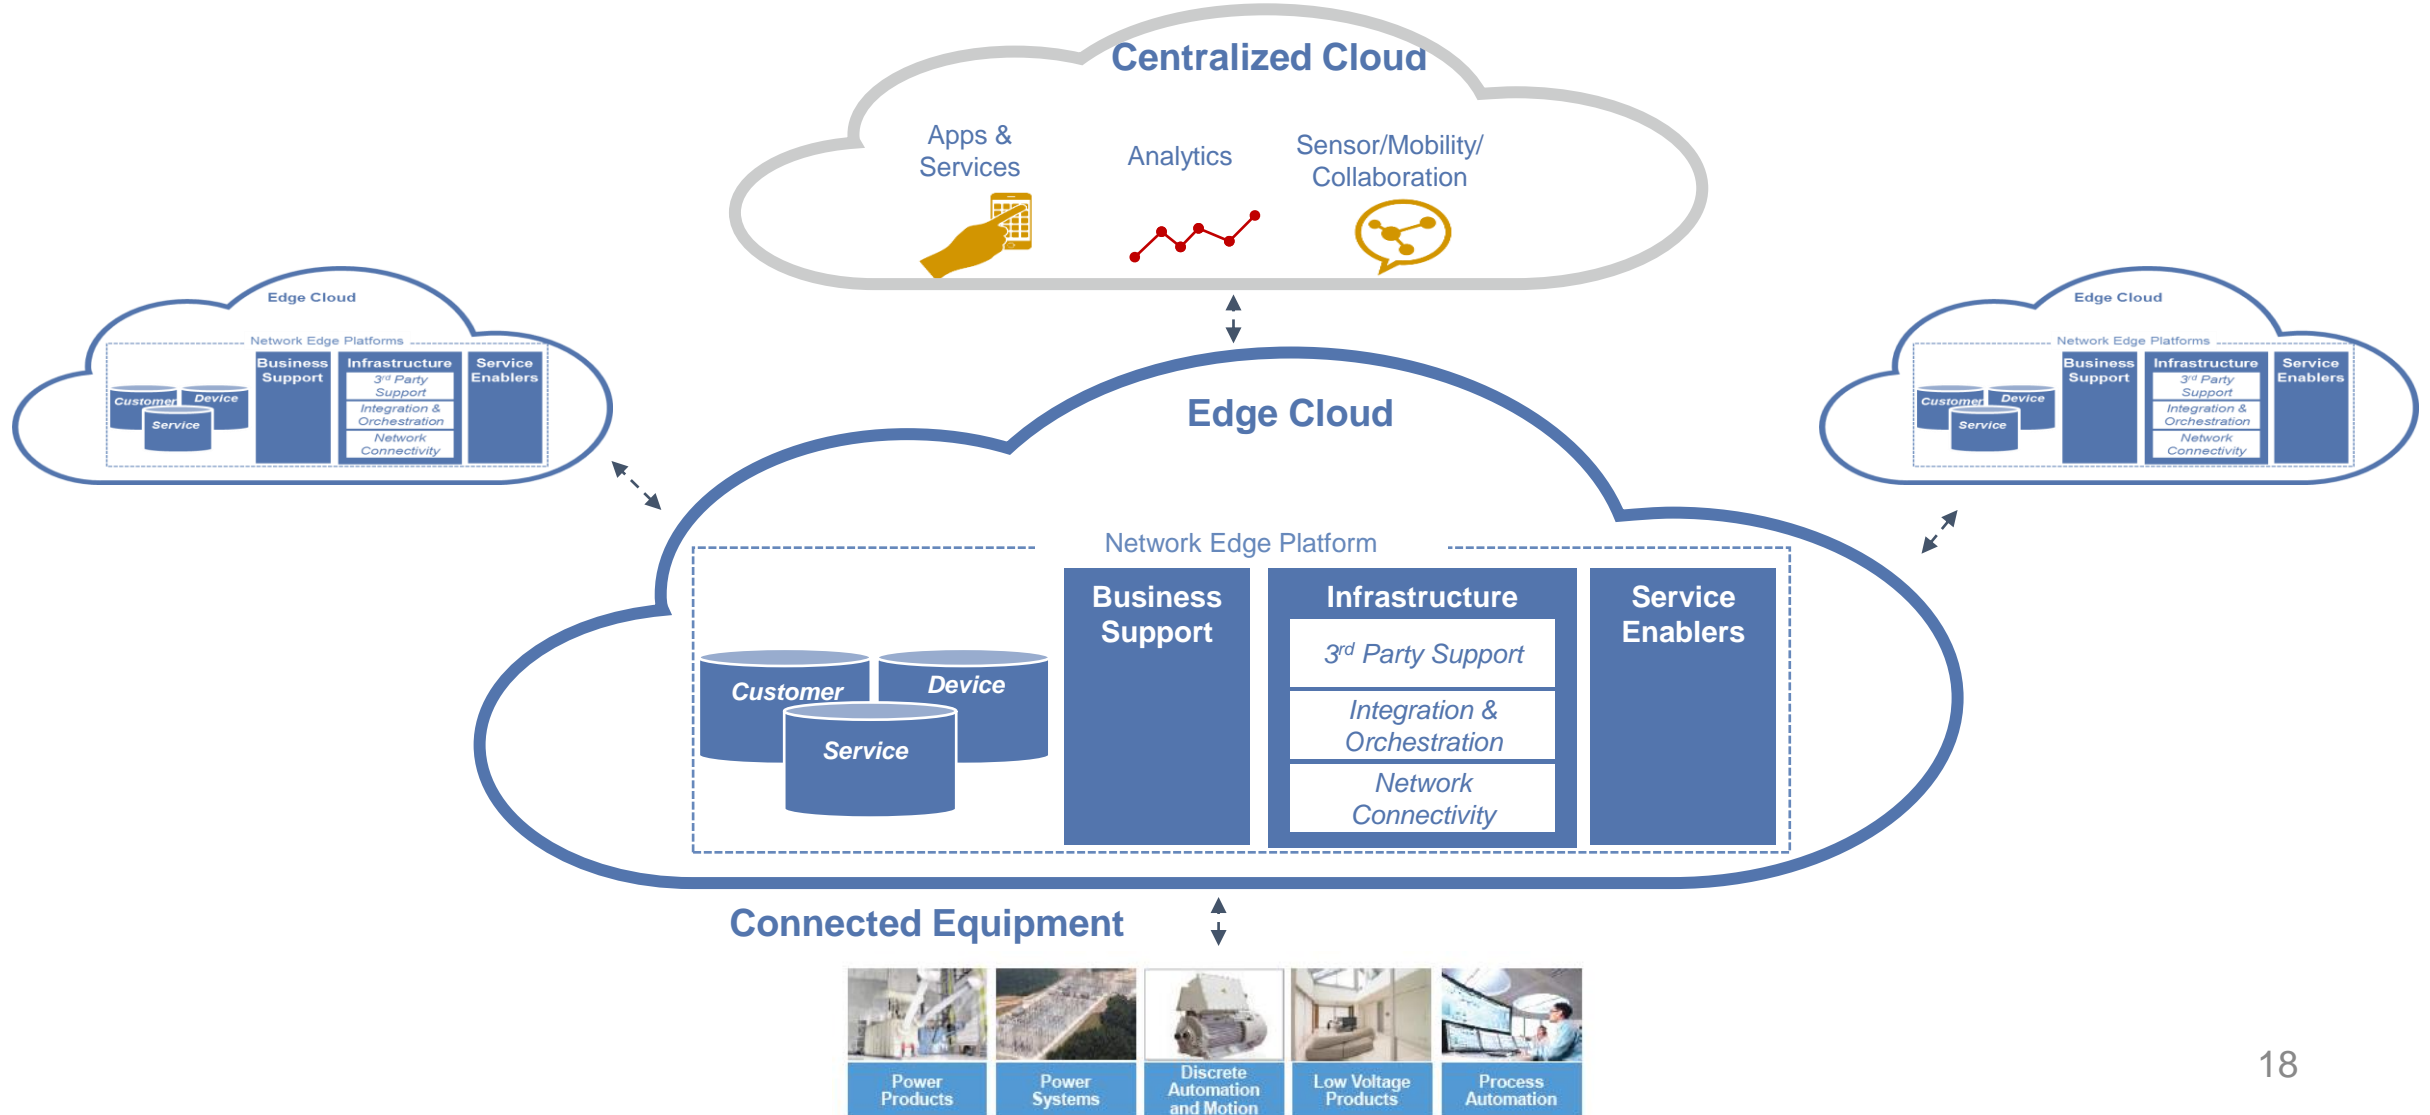 Centralized Cloud
Apps &
Services
Analytics
Sensor/Mobility/
Collaboration
Edge Cloud
Network Edge Platforms
Customer
Device
Service
Business
Support
Infrastructure
3rd Party
Support
Integration &
Orchestration
Network
Connectivity
Service
Enablers
Edge Cloud
Network Edge Platforms
Customer
Device
Service
Business
Support
Infrastructure
3rd Party
Support
Integration &
Orchestration
Network
Connectivity
Service
Enablers
Edge Cloud
Network Edge Platform
Customer
Device
Service
Business
Support
Infrastructure
3rd Party Support
Integration &
Orchestration
Network
Connectivity
Service
Enablers
Connected Equipment
Power
Products
Power
Systems
Discrete
Automation
and Motion
Low Voltage
Products
Process
Automation
18